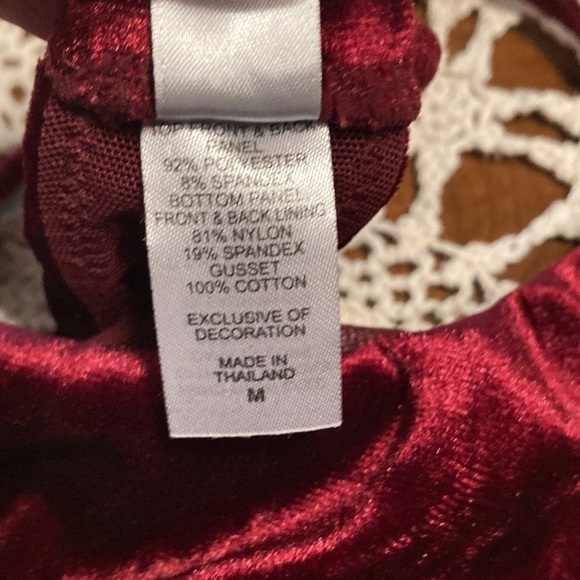 TOP FRONT & BACK
PANEL
92% POLYESTER
8% SPANDEX
BOTTOM PANEL
FRONT & BACK LINING
81% NYLON
19% SPANDEX
GUSSET
100% COTTON
EXCLUSIVE OF
DECORATION
MADE IN
THAILAND
M